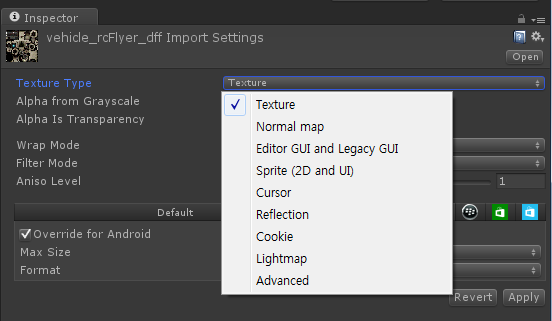 Inspector
vehicle_rcFlyer_dff Import Settings
Open
Texture Type
Texture
Alpha from Grayscale
Alpha Is Transparency
Wrap Mode
Filter Mode
Aniso Level
1
Texture
Normal map
Editor GUI and Legacy GUI
Sprite (2D and UI)
Cursor
Reflection
Cookie
Lightmap
Advanced
Default
Override for Android
Max Size
Format
Revert
Apply